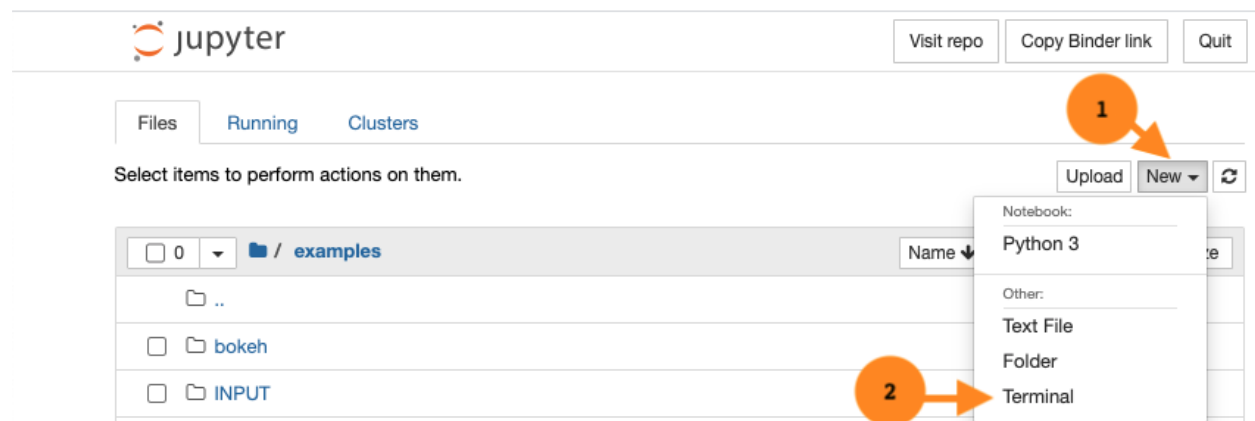 jupyter
Visit repo
Copy Binder link
Quit
1
Files
Running
Clusters
Select items to perform actions on them.
Upload
New
Notebook:
Python 3
0
/ examples
Name
ze
..
Other:
Text File
bokeh
Folder
INPUT
2
Terminal